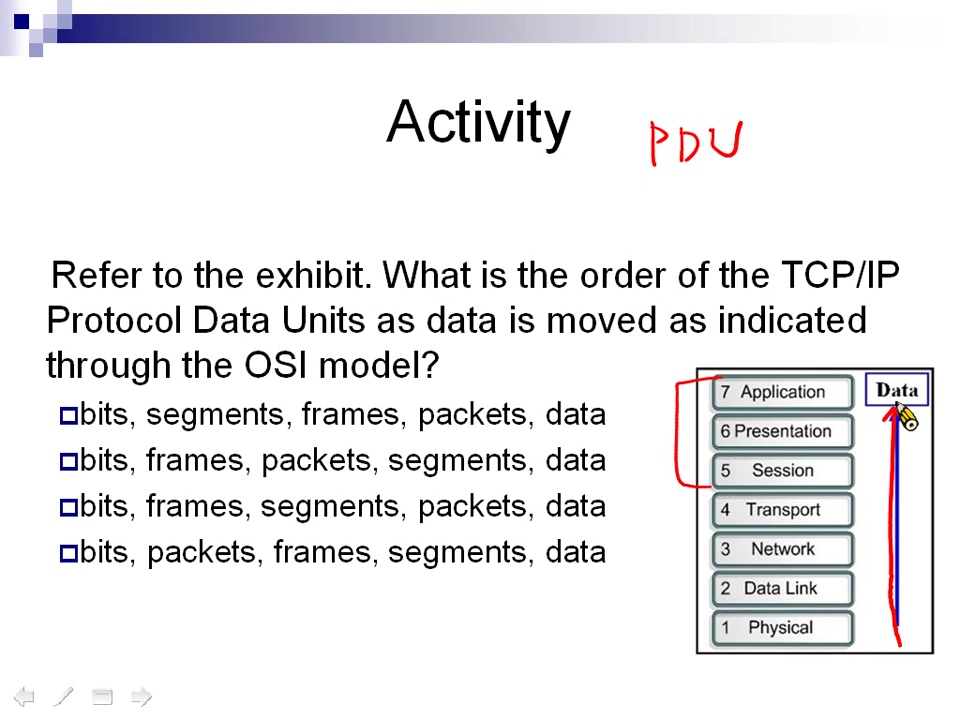 Activity
PDU
Refer to the exhibit. What is the order of the TCP/IP
Protocol Data Units as data is moved as indicated
through the OSI model?
bits, segments, frames, packets, data
bits, frames, packets, segments, data
bits, frames, segments, packets, data
bits, packets, frames, segments, data
7 Application
Data
6 Presentation
5 Session
4 Transport
3 Network
2 Data Link
1 Physical